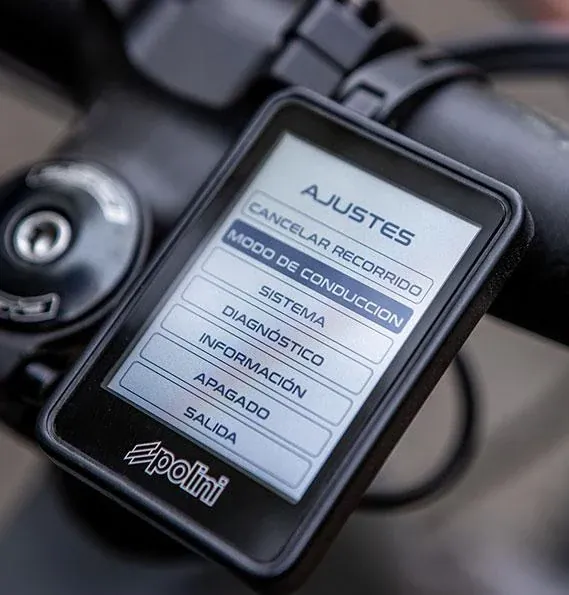 AJUSTES
CANCELAR RECORRIDO
MODO DE CONDUCCION
SISTEMA
DIAGNÓSTICO
INFORMACIÓN
APAGADO
SALIDA
polini